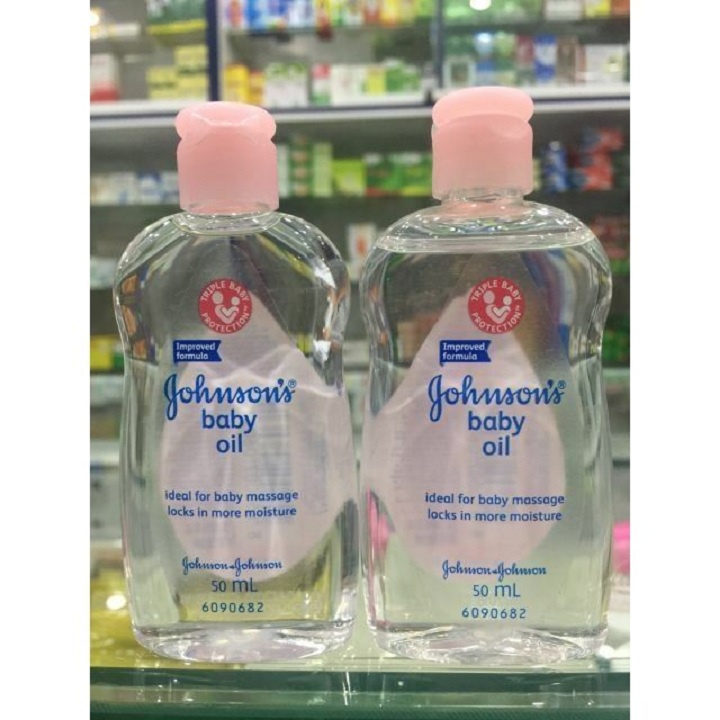 TRIPLE BABY
PROTECTION™
Improved
formula
Johnson's®
baby
oil
ideal for baby massage
locks in more moisture
Johnson & Johnson
50 mL
6090682
TRIPLE BABY
PROTECTION™
Improved
formula
Johnson's®
baby
oil
ideal for baby massage
locks in more moisture
Johnson & Johnson
50 mL
6090682